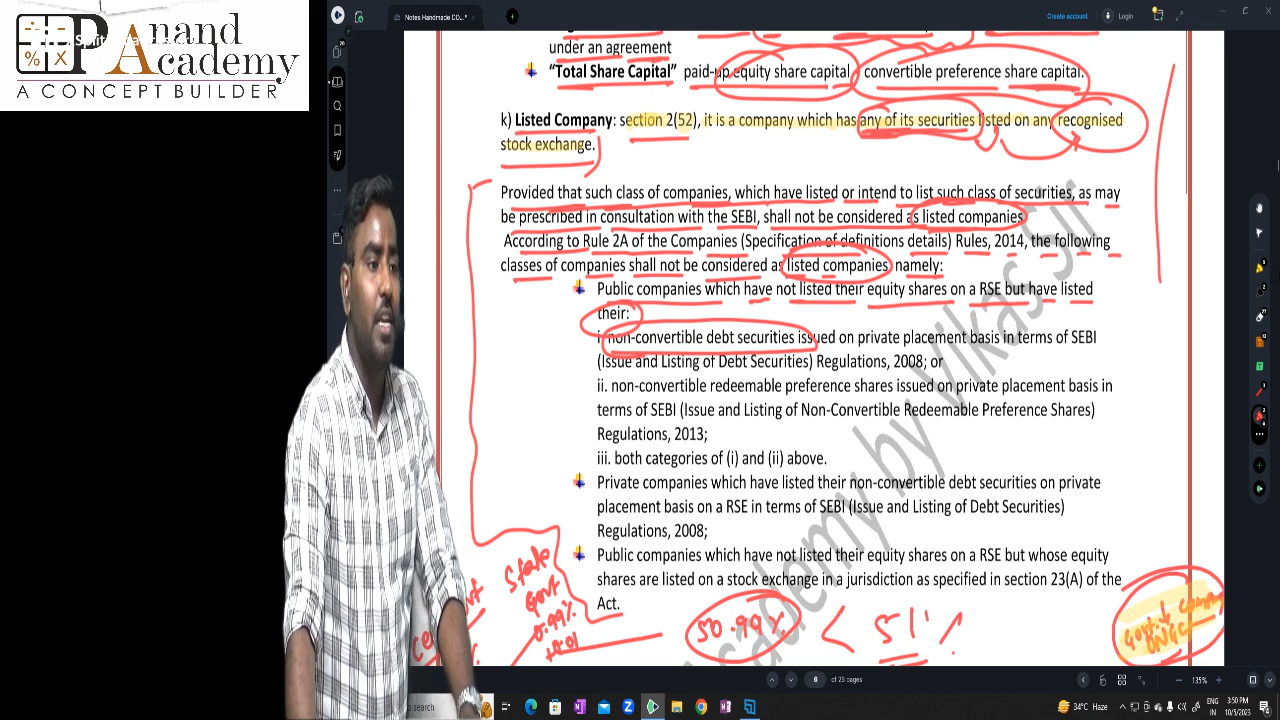 Anand
Academy
A CONCEPT BUILDER
Notes Handmade CO...*
Create account
Login
under an agreement
"Total Share Capital" paid-up equity share capital convertible preference share capital.
k) Listed Company: section 2(52), it is a company which has any of its securities listed on any recognised
stock exchange.
Provided that such class of companies, which have listed or intend to list such class of securities, as may
be prescribed in consultation with the SEBI, shall not be considered as listed companies
According to Rule 2A of the Companies (Specification of definitions details) Rules, 2014, the following
classes of companies shall not be considered as listed companies namely:
Public companies which have not listed their equity shares on a RSE but have listed
their:
i. non-convertible debt securities issued on private placement basis in terms of SEBI
(Issue and Listing of Debt Securities) Regulations, 2008; or
ii. non-convertible redeemable preference shares issued on private placement basis in
terms of SEBI (Issue and Listing of Non-Convertible Redeemable Preference Shares)
Regulations, 2013;
iii. both categories of (i) and (ii) above.
Private companies which have listed their non-convertible debt securities on private
placement basis on a RSE in terms of SEBI (Issue and Listing of Debt Securities)
Regulations, 2008;
Public companies which have not listed their equity shares on a RSE but whose equity
shares are listed on a stock exchange in a jurisdiction as specified in section 23(A) of the
Act.
State
Govt
0.99%
50.99% < 51%
ademy by Vikas Sir
6 of 26 pages
135%
search
34°C Haze
ENG
IN
3:50 PM
10/5/2023